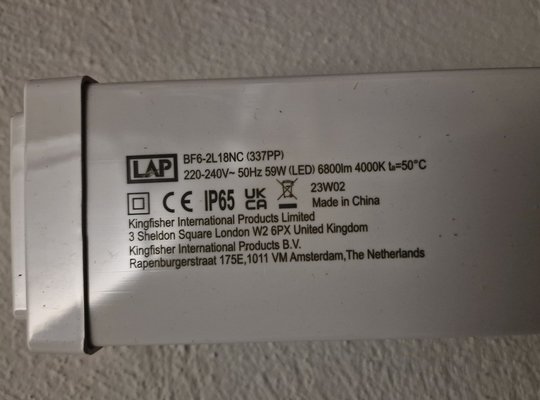 LAP BF6-2L18NC (337PP)
220-240V~ 50Hz 59W (LED) 6800lm 4000K ta=50°C
CE IP65 UK CA 23W02
Made in China
Kingfisher International Products Limited
3 Sheldon Square London W2 6PX United Kingdom
Kingfisher International Products B.V.
Rapenburgerstraat 175E,1011 VM Amsterdam,The Netherlands